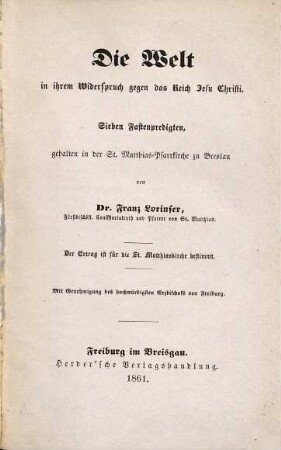 Die Welt
in ihrem Widerspruch gegen das Reich Jesu Christi.
Sieben Fastenpredigten,
gehalten in der St. Matthias-Pfarrkirche zu Breslau
von
Dr. Franz Lorinser,
Fürstbischöfl. Consistorialrath und Pfarrer von St. Matthias.
Der Ertrag ist für die St. Matthiaskirche bestimmt.
Mit Genehmigung des hochwürdigsten Erzbischofs von Freiburg.
Freiburg im Breisgau.
Herder'sche Verlagshandlung.
1861.